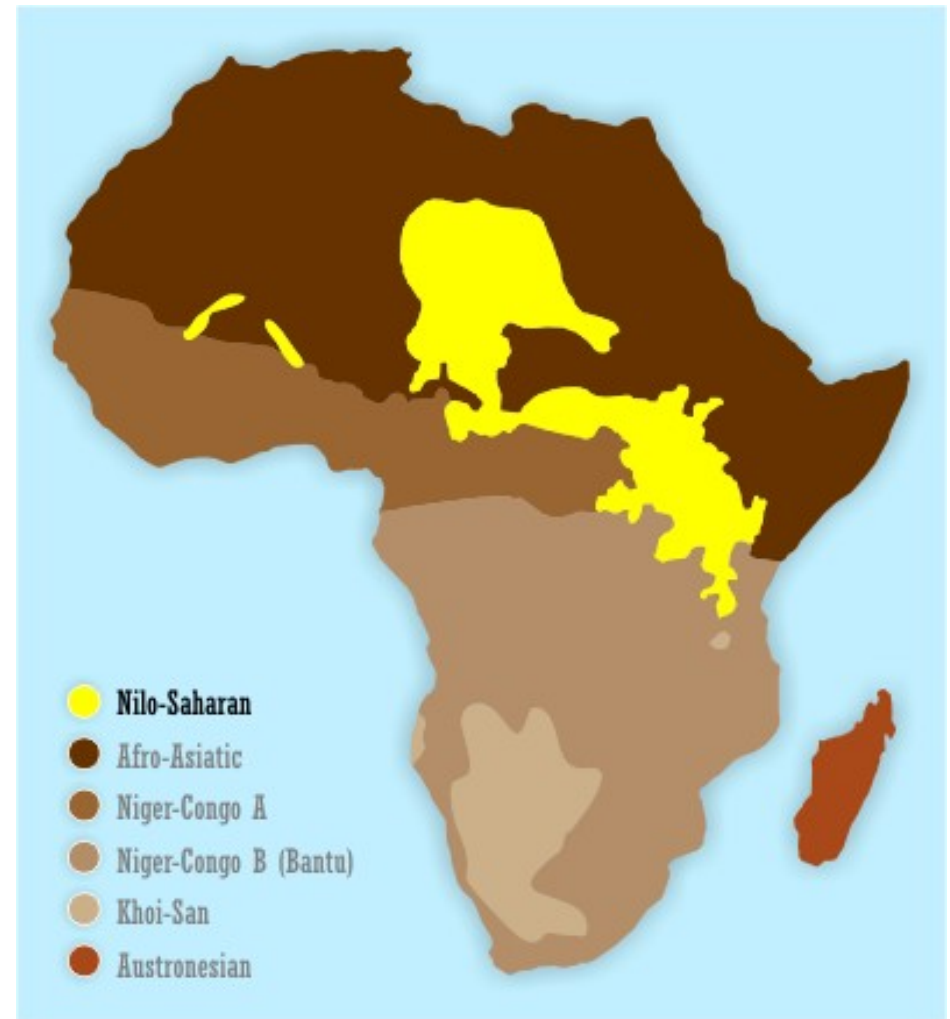 Nilo-Saharan
Afro-Asiatic
Niger-Congo A
Niger-Congo B (Bantu)
Khoi-San
Austronesian